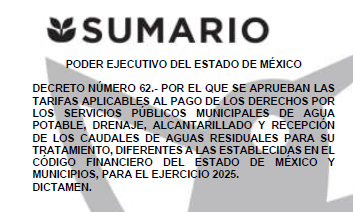 SUMARIO
PODER EJECUTIVO DEL ESTADO DE MÉXICO
DECRETO NÚMERO 62.- POR EL QUE SE APRUEBAN LAS
TARIFAS APLICABLES AL PAGO DE LOS DERECHOS POR
LOS SERVICIOS PÚBLICOS MUNICIPALES DE AGUA
POTABLE, DRENAJE, ALCANTARILLADO Y RECEPCIÓN
DE LOS CAUDALES DE AGUAS RESIDUALES PARA SU
TRATAMIENTO, DIFERENTES A LAS ESTABLECIDAS EN EL
CÓDIGO FINANCIERO DEL ESTADO DE MÉXICO Y
MUNICIPIOS, PARA EL EJERCICIO 2025.
DICTAMEN.